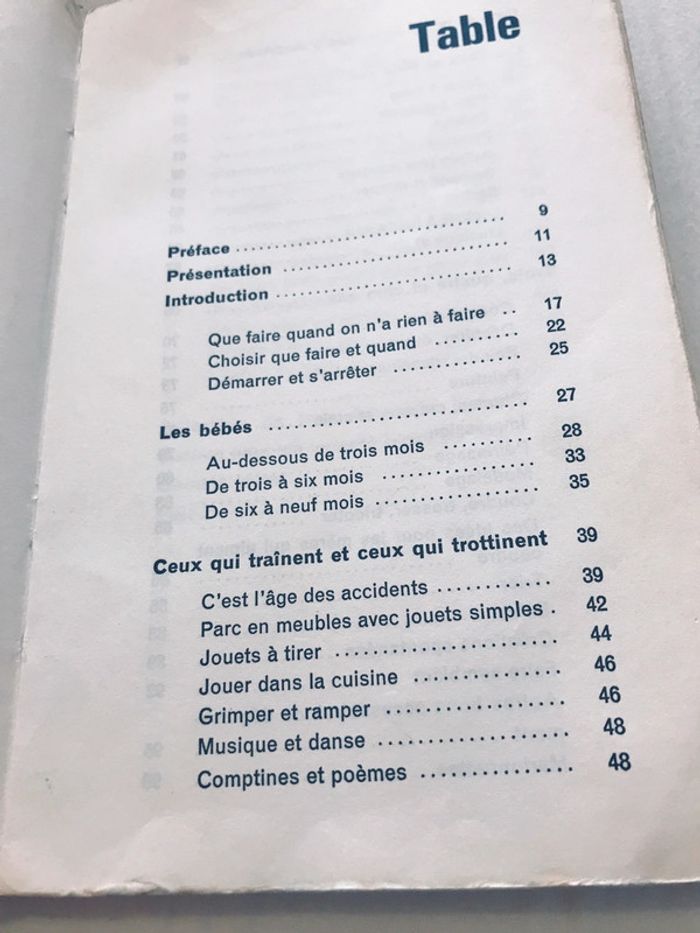 Table
Préface .............................. 9
Présentation .............................. 11
Introduction .............................. 13
Que faire quand on n'a rien à faire .. 17
Choisir que faire et quand .......... 22
Démarrer et s'arrêter .............. 25
Les bébés .............................. 27
Au-dessous de trois mois .......... 28
De trois à six mois ................ 33
De six à neuf mois ................ 35
Ceux qui traînent et ceux qui trottinent 39
C'est l'âge des accidents ............ 39
Parc en meubles avec jouets simples . 42
Jouets à tirer ...................... 44
Jouer dans la cuisine .............. 46
Grimper et ramper ................ 46
Musique et danse .................. 48
Comptines et poèmes .............. 48